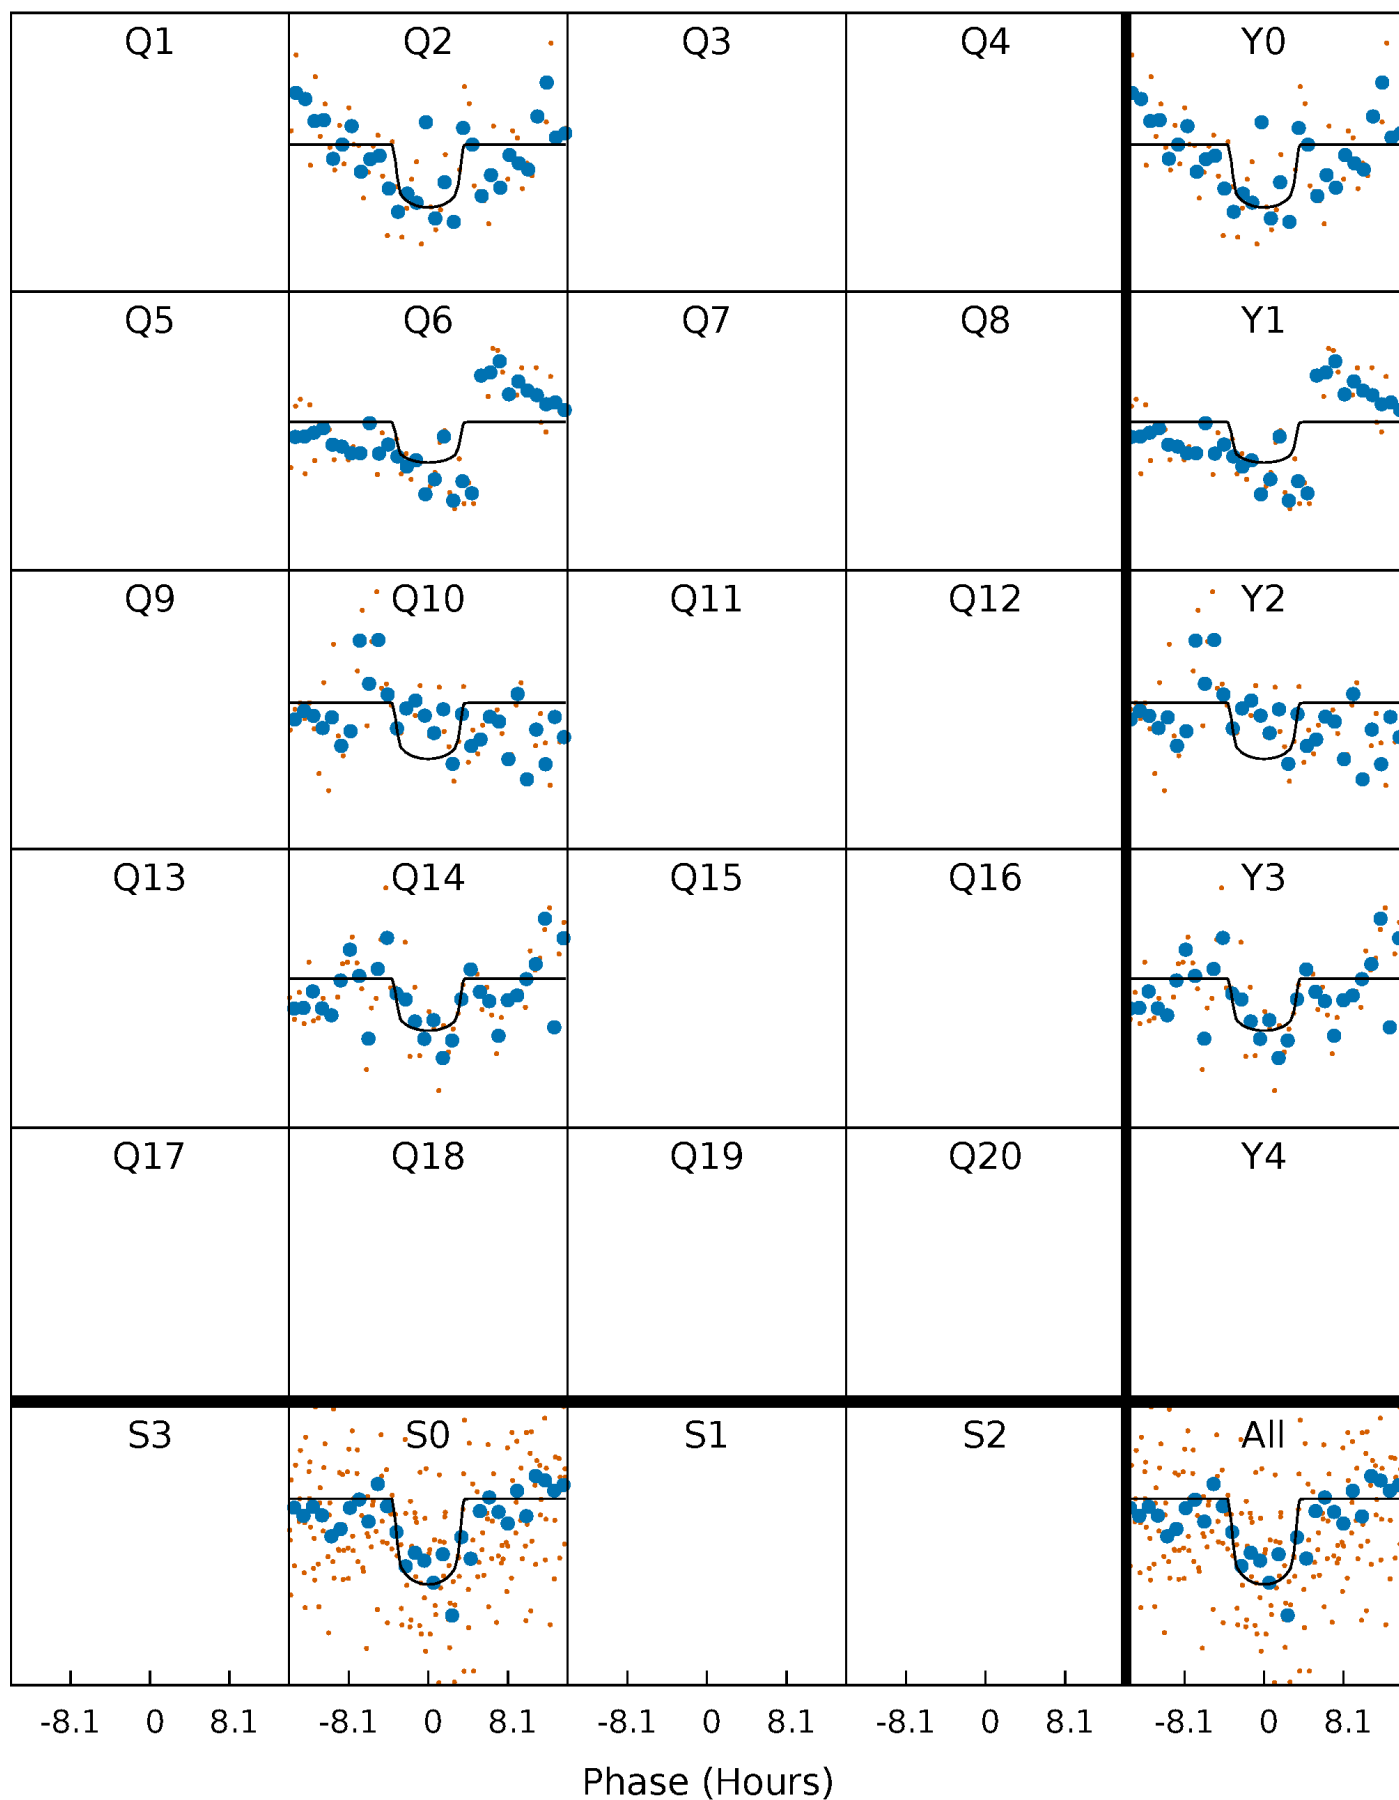 Q1 Q2 Q3 Q4 Y0
Q5 Q6 Q7 Q8 Y1
Q9 Q10 Q11 Q12 Y2
Q13 Q14 Q15 Q16 Y3
Q17 Q18 Q19 Q20 Y4
S3 S0 S1 S2 All
-8.1 0 8.1 -8.1 0 8.1 -8.1 0 8.1 -8.1 0 8.1 -8.1 0 8.1
Phase (Hours)